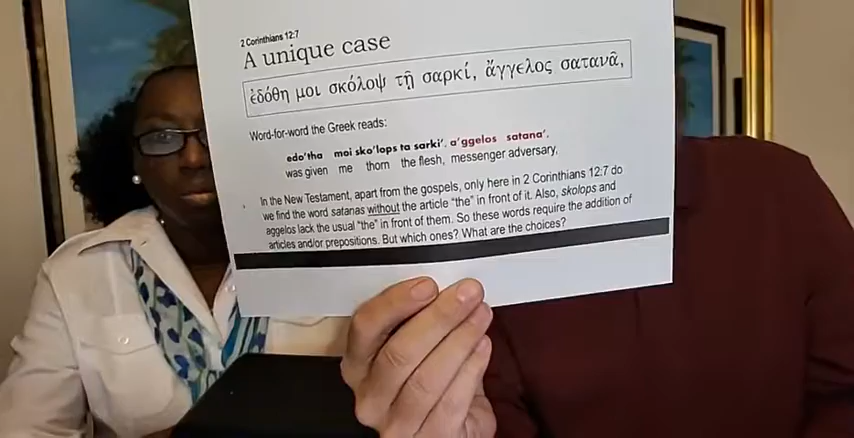 2 Corinthians 12:7
A unique case
ἐδόθη μοι σκόλοψ τῇ σαρκί, ἄγγελος σατανᾶ,
Word-for-word the Greek reads:
edo'tha moi sko'lops ta sarki', a'ggelos satana',
was given me thorn the flesh, messenger adversary,
In the New Testament, apart from the gospels, only here in 2 Corinthians 12:7 do
we find the word satanas without the article "the" in front of it. Also, skolops and
aggelos lack the usual "the" in front of them. So these words require the addition of
articles and/or prepositions. But which ones? What are the choices?